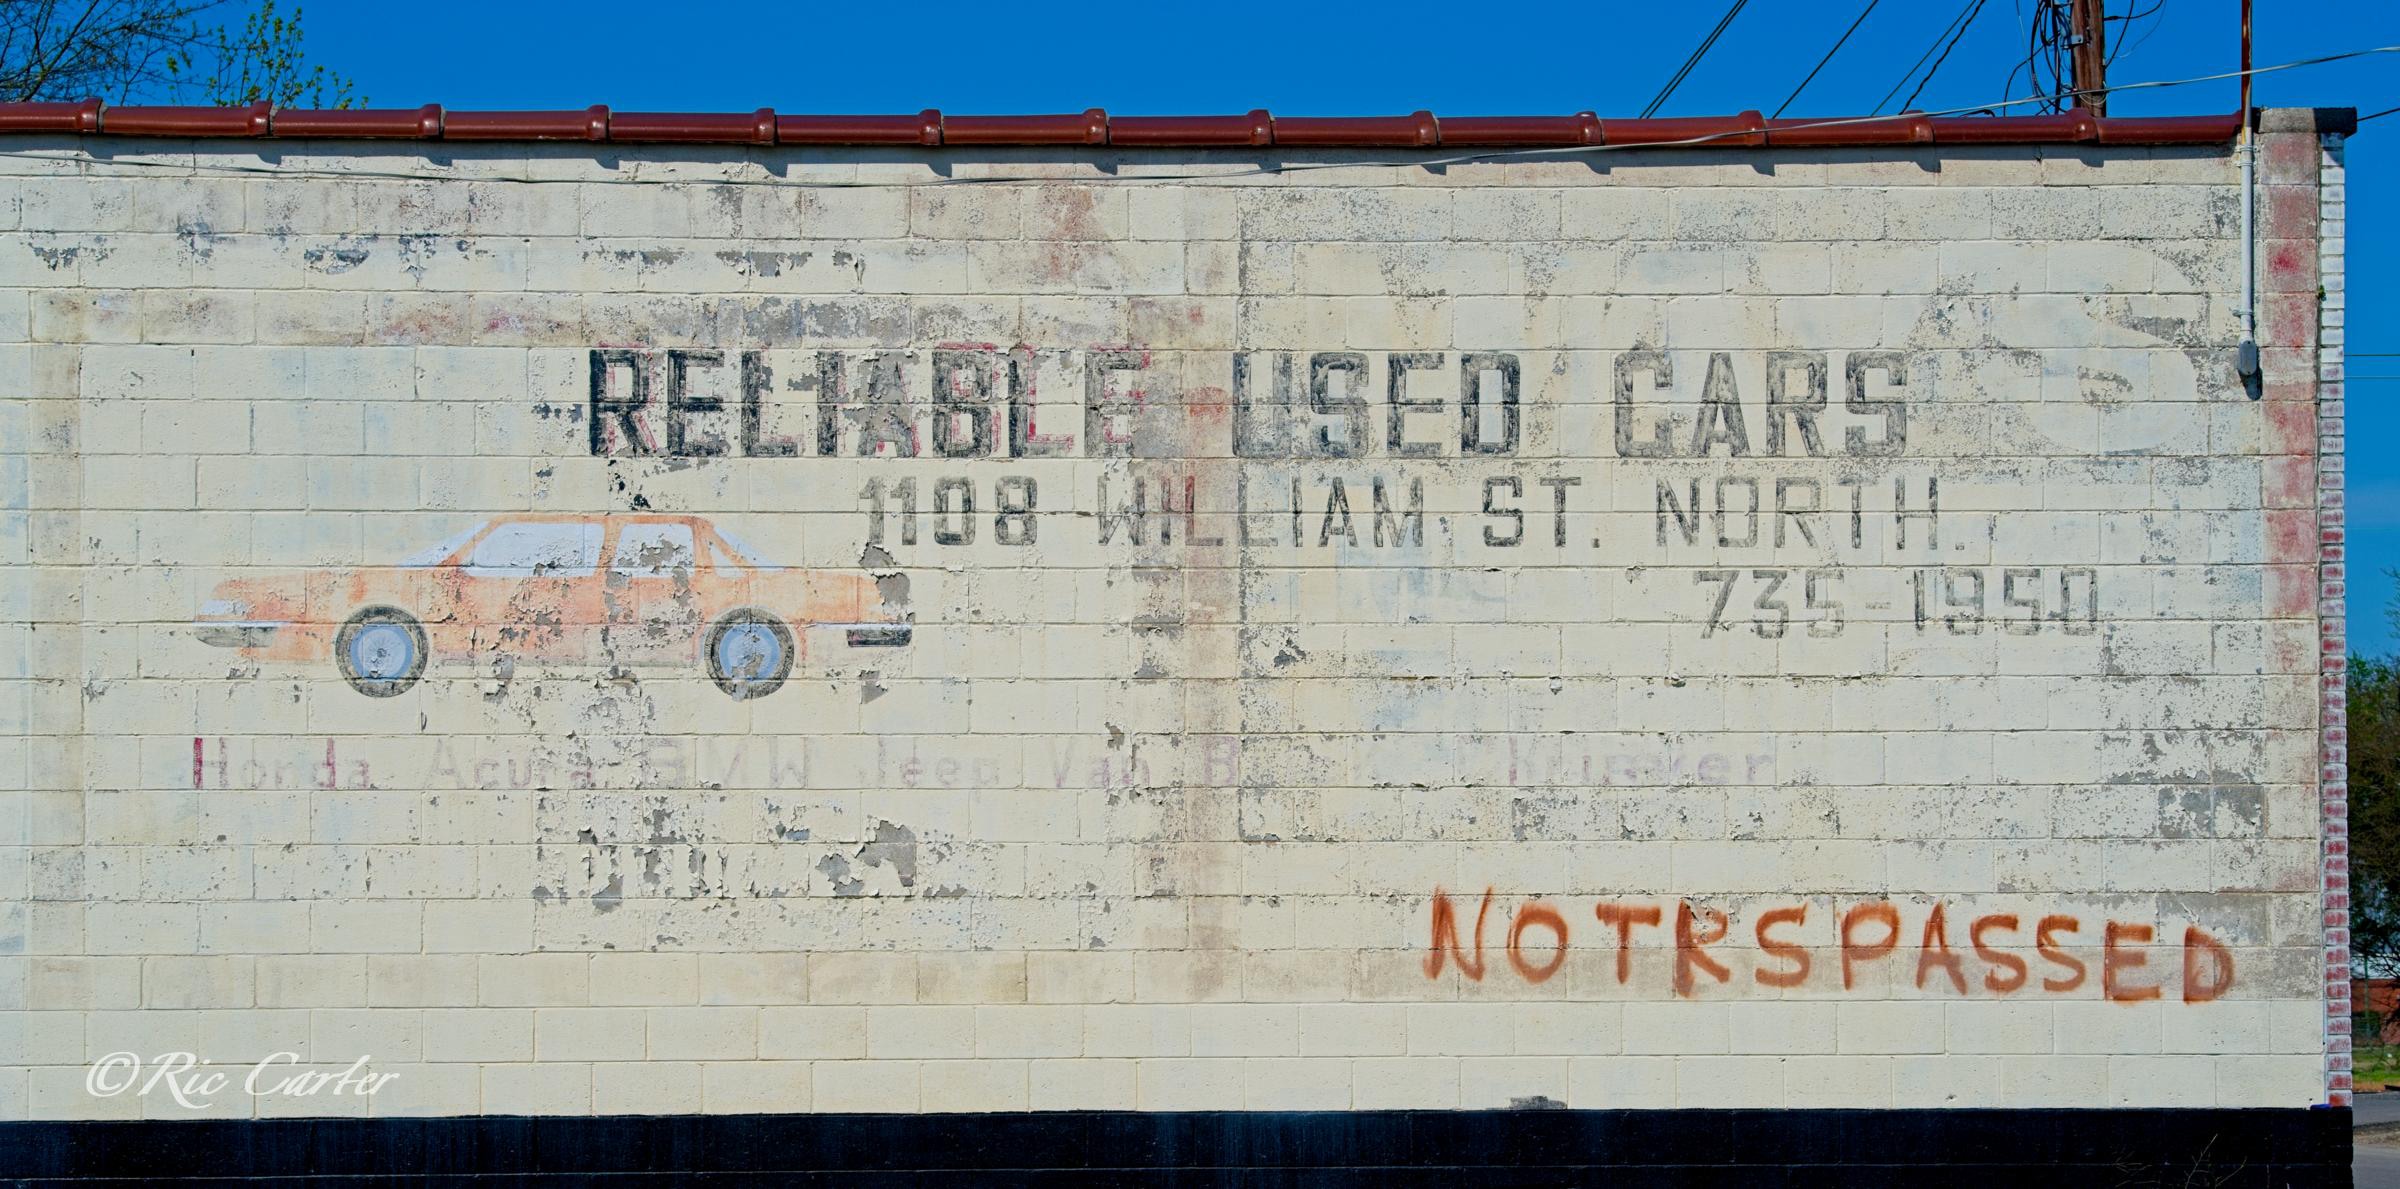 RELIABLE USED CARS
1108 WILLIAM ST. NORTH.
735-1950
Honda Acura BMW Jeep Van
NOTRSPASSED
©Ric Carter